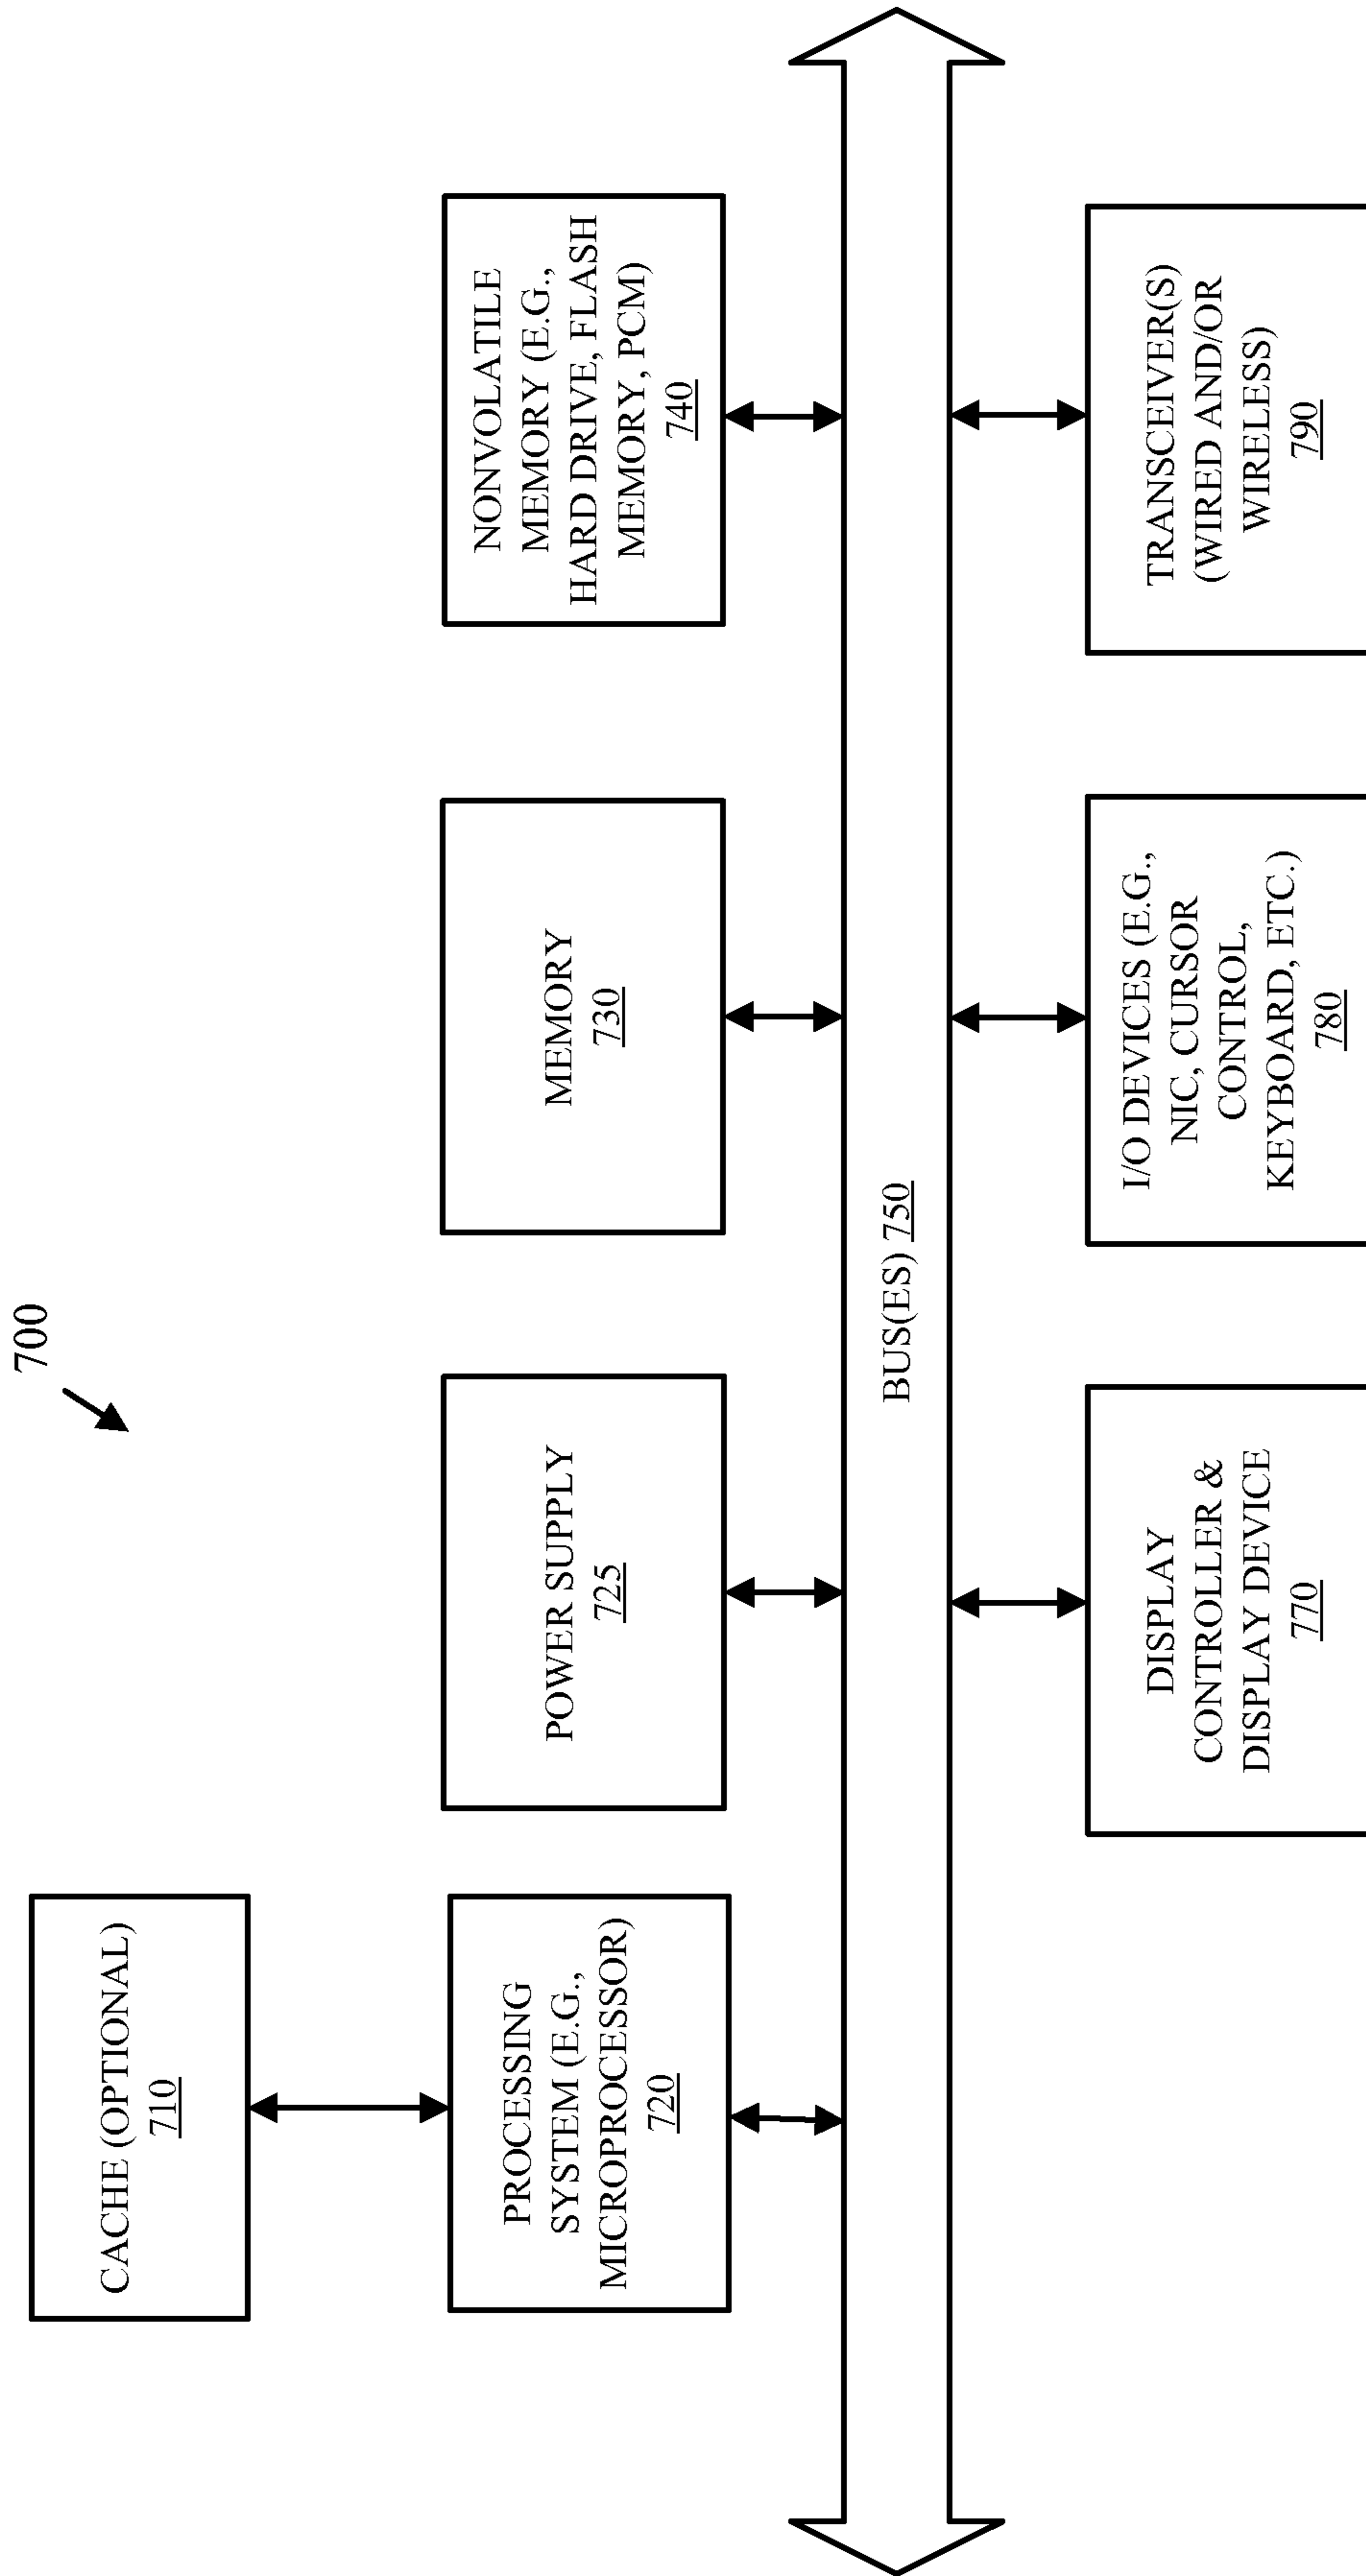 700
CACHE (OPTIONAL)
710
PROCESSING
SYSTEM (E.G.,
MICROPROCESSOR)
720
POWER SUPPLY
725
MEMORY
730
NONVOLATILE
MEMORY (E.G.,
HARD DRIVE, FLASH
MEMORY, PCM)
740
BUS(ES) 750
DISPLAY
CONTROLLER &
DISPLAY DEVICE
770
I/O DEVICES (E.G.,
NIC, CURSOR
CONTROL,
KEYBOARD, ETC.)
780
TRANSCEIVER(S)
(WIRED AND/OR
WIRELESS)
790